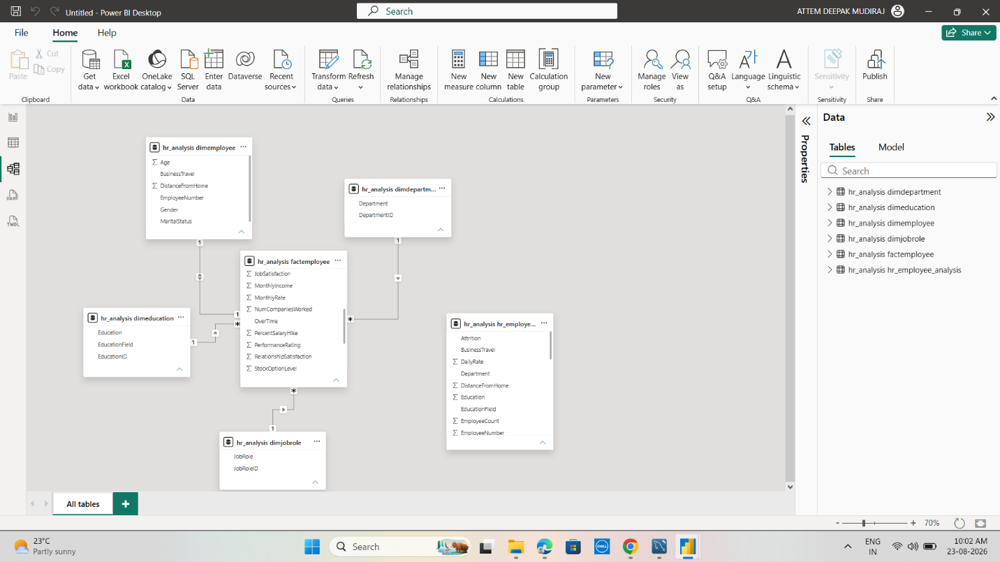 Untitled - Power BI Desktop
Search
ATTEM DEEPAK MUDIRAJ
File
Home
Help
Share
Paste
Cut
Copy
Get data
Excel workbook
OneLake catalog
SQL Server
Enter data
Dataverse
Recent sources
Transform data
Refresh
Manage relationships
New measure
New column
New table
Calculation group
New parameter
Manage roles
View as
Q&A setup
Language
Linguistic schema
Sensitivity
Publish
Clipboard
Data
Queries
Relationships
Calculations
Parameters
Security
Q&A
Sensitivity
Share
DAX
TMDL
hr_analysis dimemployee
Age
BusinessTravel
DistanceFromHome
EmployeeNumber
Gender
MaritalStatus
1
hr_analysis dimdepartm...
Department
DepartmentID
1
hr_analysis factemployee
JobSatisfaction
MonthlyIncome
MonthlyRate
NumCompaniesWorked
OverTime
PercentSalaryHike
PerformanceRating
RelationshipSatisfaction
StockOptionLevel
1
*
*
*
hr_analysis dimeducation
Education
EducationField
EducationID
1
hr_analysis hr_employe...
Attrition
BusinessTravel
DailyRate
Department
DistanceFromHome
Education
EducationField
EmployeeCount
EmployeeNumber
1
hr_analysis dimjobrole
JobRole
JobRoleID
Properties
Data
Tables
Model
Search
hr_analysis dimdepartment
hr_analysis dimeducation
hr_analysis dimemployee
hr_analysis dimjobrole
hr_analysis factemployee
hr_analysis hr_employee_analysis
All tables
+
- + 70%
23°C
Partly sunny
Search
DELL
ENG
IN
10:02 AM
23-08-2026